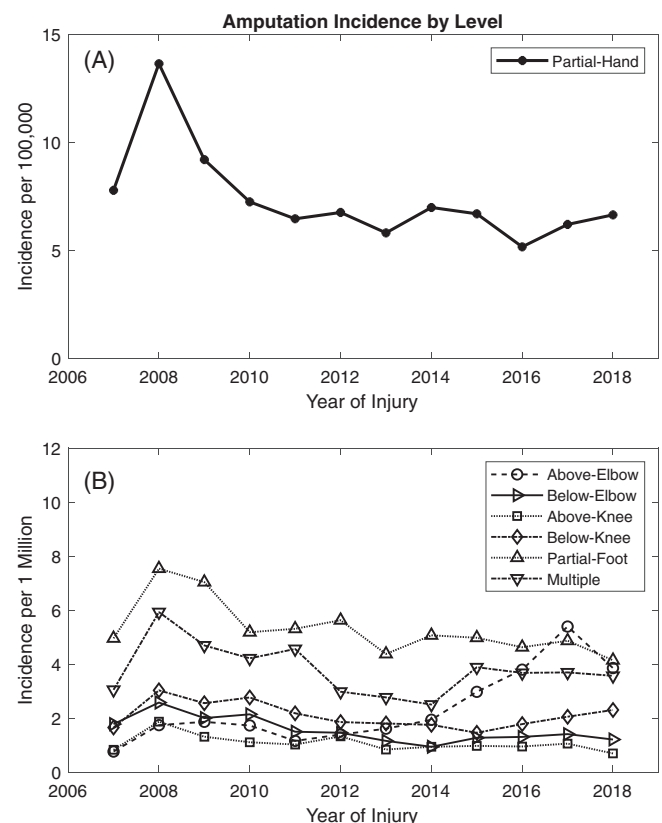 Amputation Incidence by Level
15
(A)
Partial-Hand
10
Incidence per 100,000
5
0
2006 2008 2010 2012 2014 2016 2018
Year of Injury
12
(B)
Above-Elbow
Below-Elbow
10
Above-Knee
Below-Knee
Partial-Foot
8
Multiple
Incidence per 1 Million
6
4
2
0
2006 2008 2010 2012 2014 2016 2018
Year of Injury